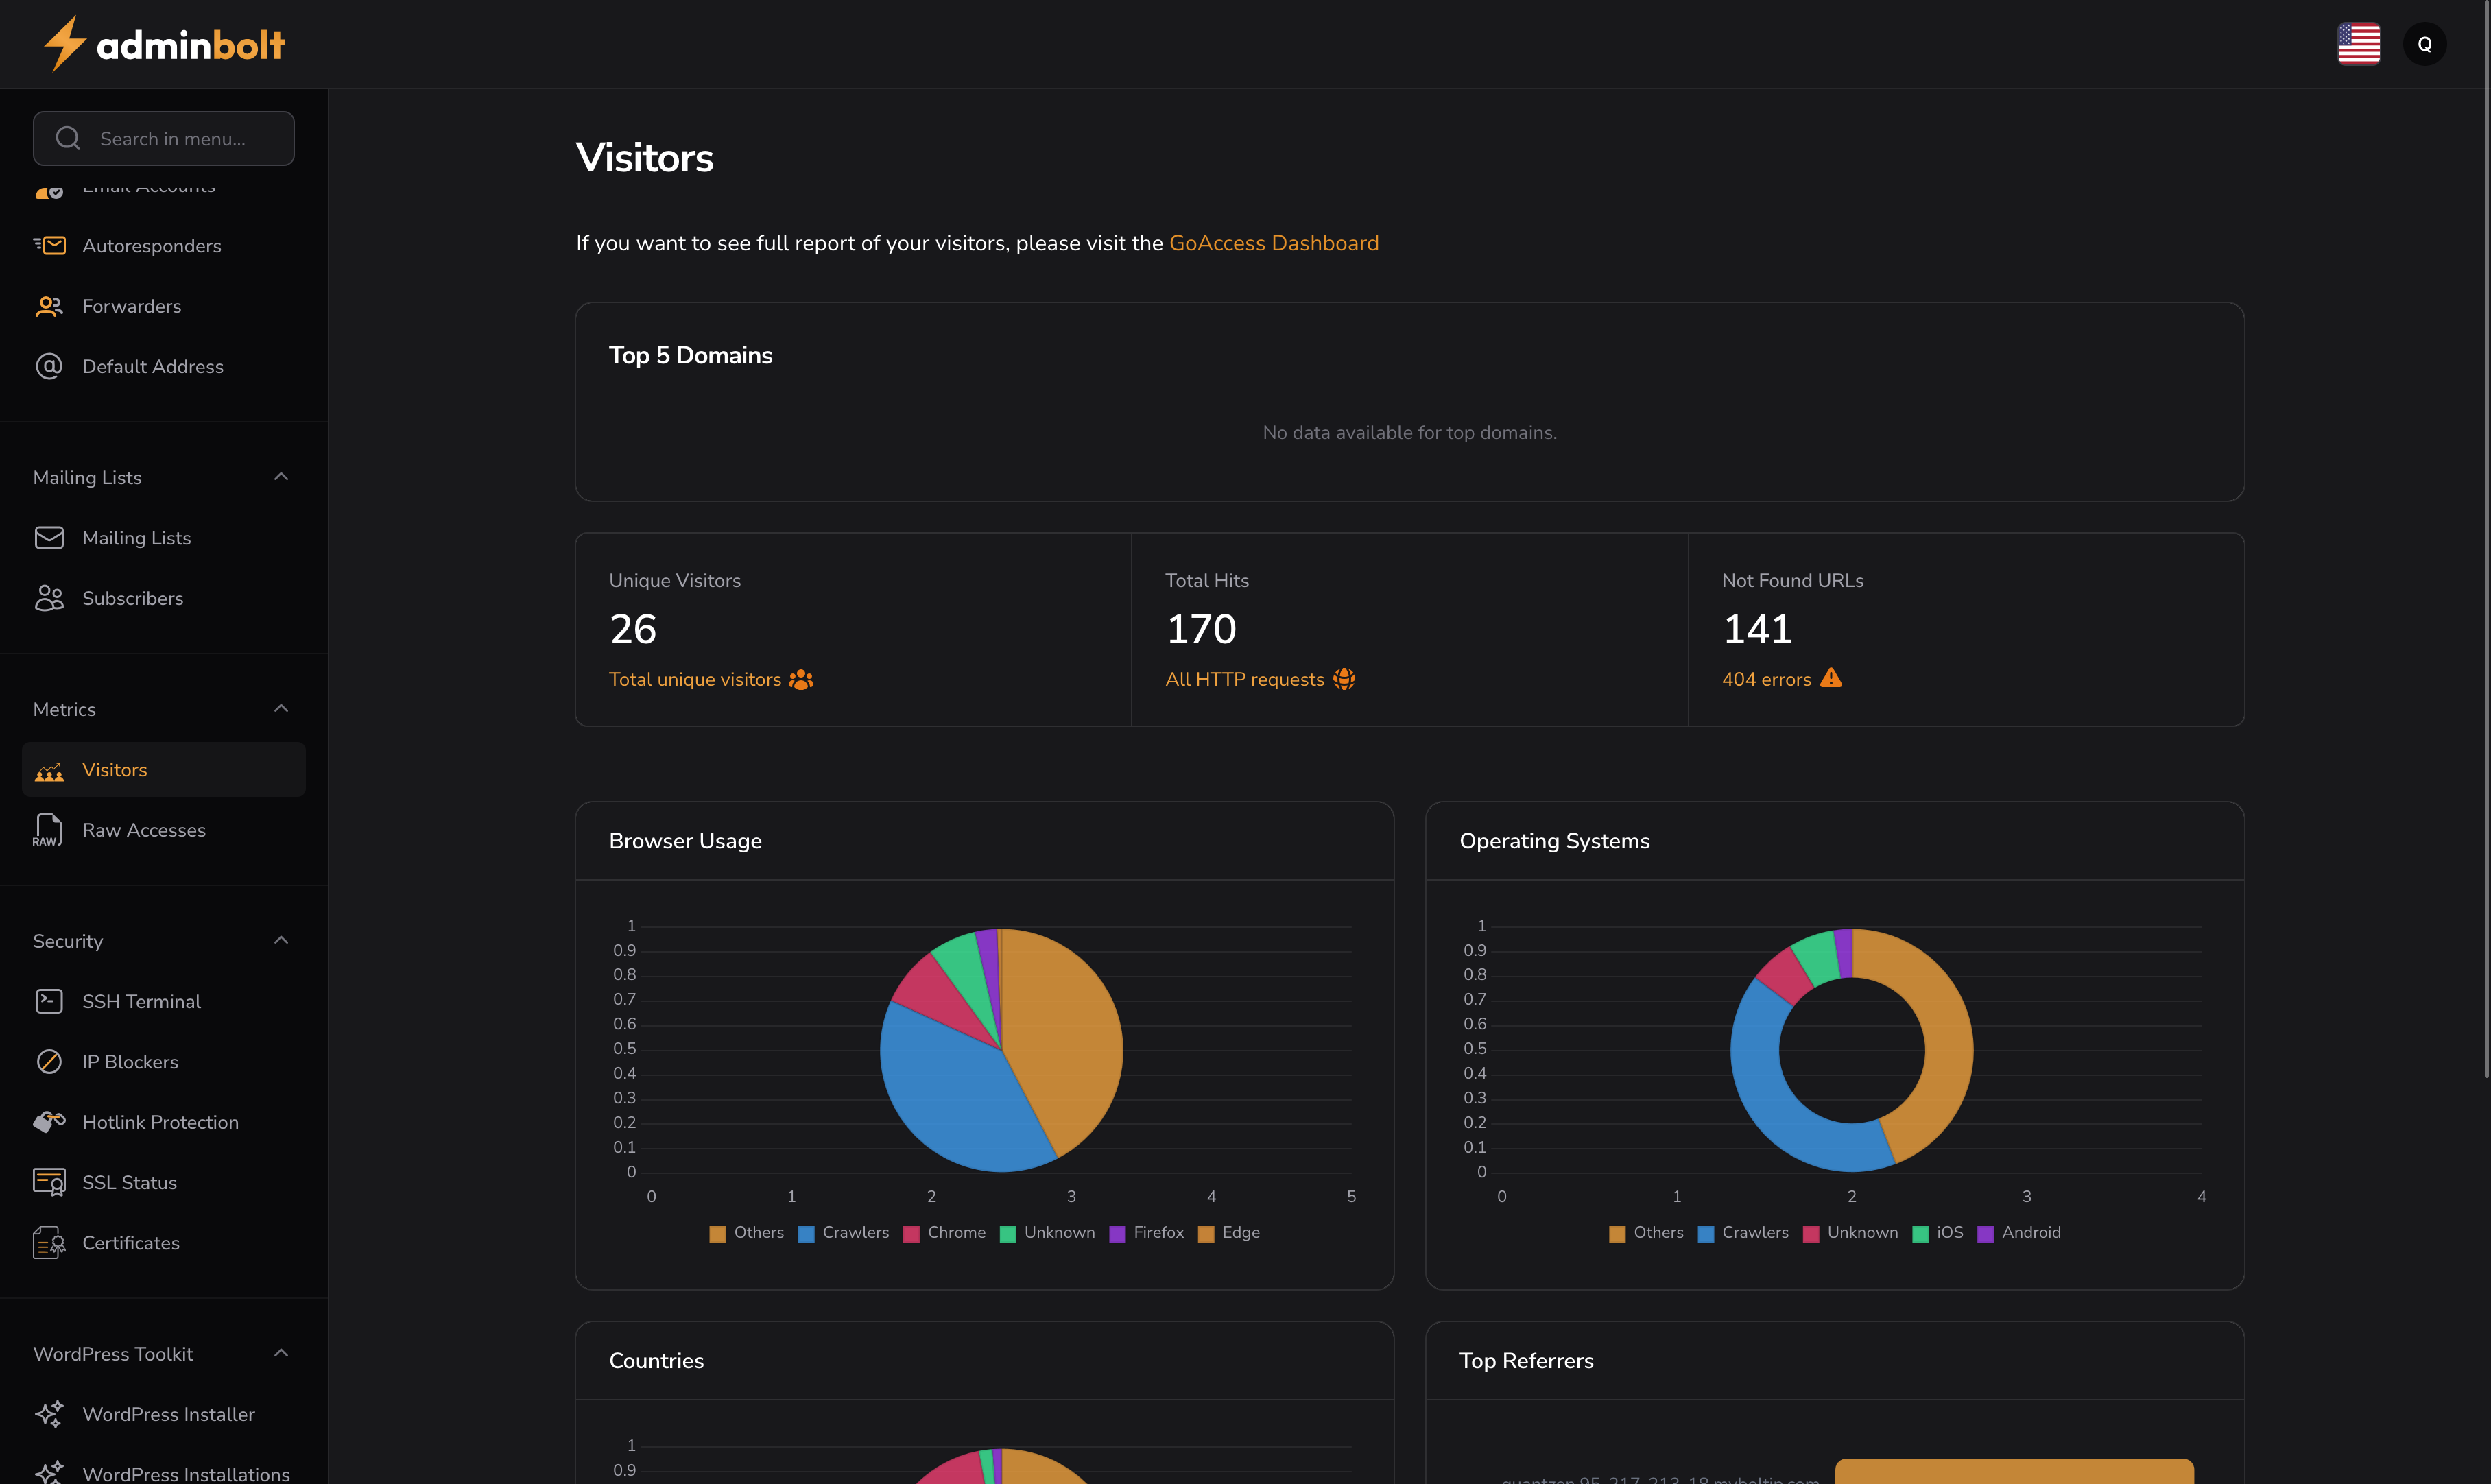 adminbolt
Q
Search in menu...
Email Accounts
Autoresponders
Forwarders
Default Address
Mailing Lists
Mailing Lists
Subscribers
Metrics
Visitors
RAW
Raw Accesses
Security
SSH Terminal
IP Blockers
Hotlink Protection
SSL Status
Certificates
WordPress Toolkit
WordPress Installer
WordPress Installations
Visitors
If you want to see full report of your visitors, please visit the GoAccess Dashboard
Top 5 Domains
No data available for top domains.
Unique Visitors
26
Total unique visitors
Total Hits
170
All HTTP requests
Not Found URLs
141
404 errors
Browser Usage
1
0.9
0.8
0.7
0.6
0.5
0.4
0.3
0.2
0.1
0
0 1 2 3 4 5
Others Crawlers Chrome Unknown Firefox Edge
Operating Systems
1
0.9
0.8
0.7
0.6
0.5
0.4
0.3
0.2
0.1
0
0 1 2 3 4
Others Crawlers Unknown iOS Android
Countries
1
0.9
Top Referrers